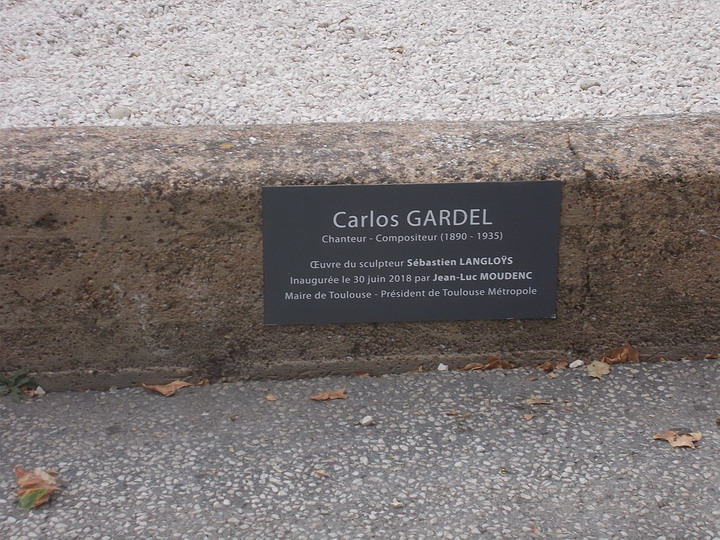 Carlos GARDEL
Chanteur - Compositeur (1890 - 1935)
Œuvre du sculpteur Sébastien LANGLOŸS
Inaugurée le 30 juin 2018 par Jean-Luc MOUDENC
Maire de Toulouse - Président de Toulouse Métropole